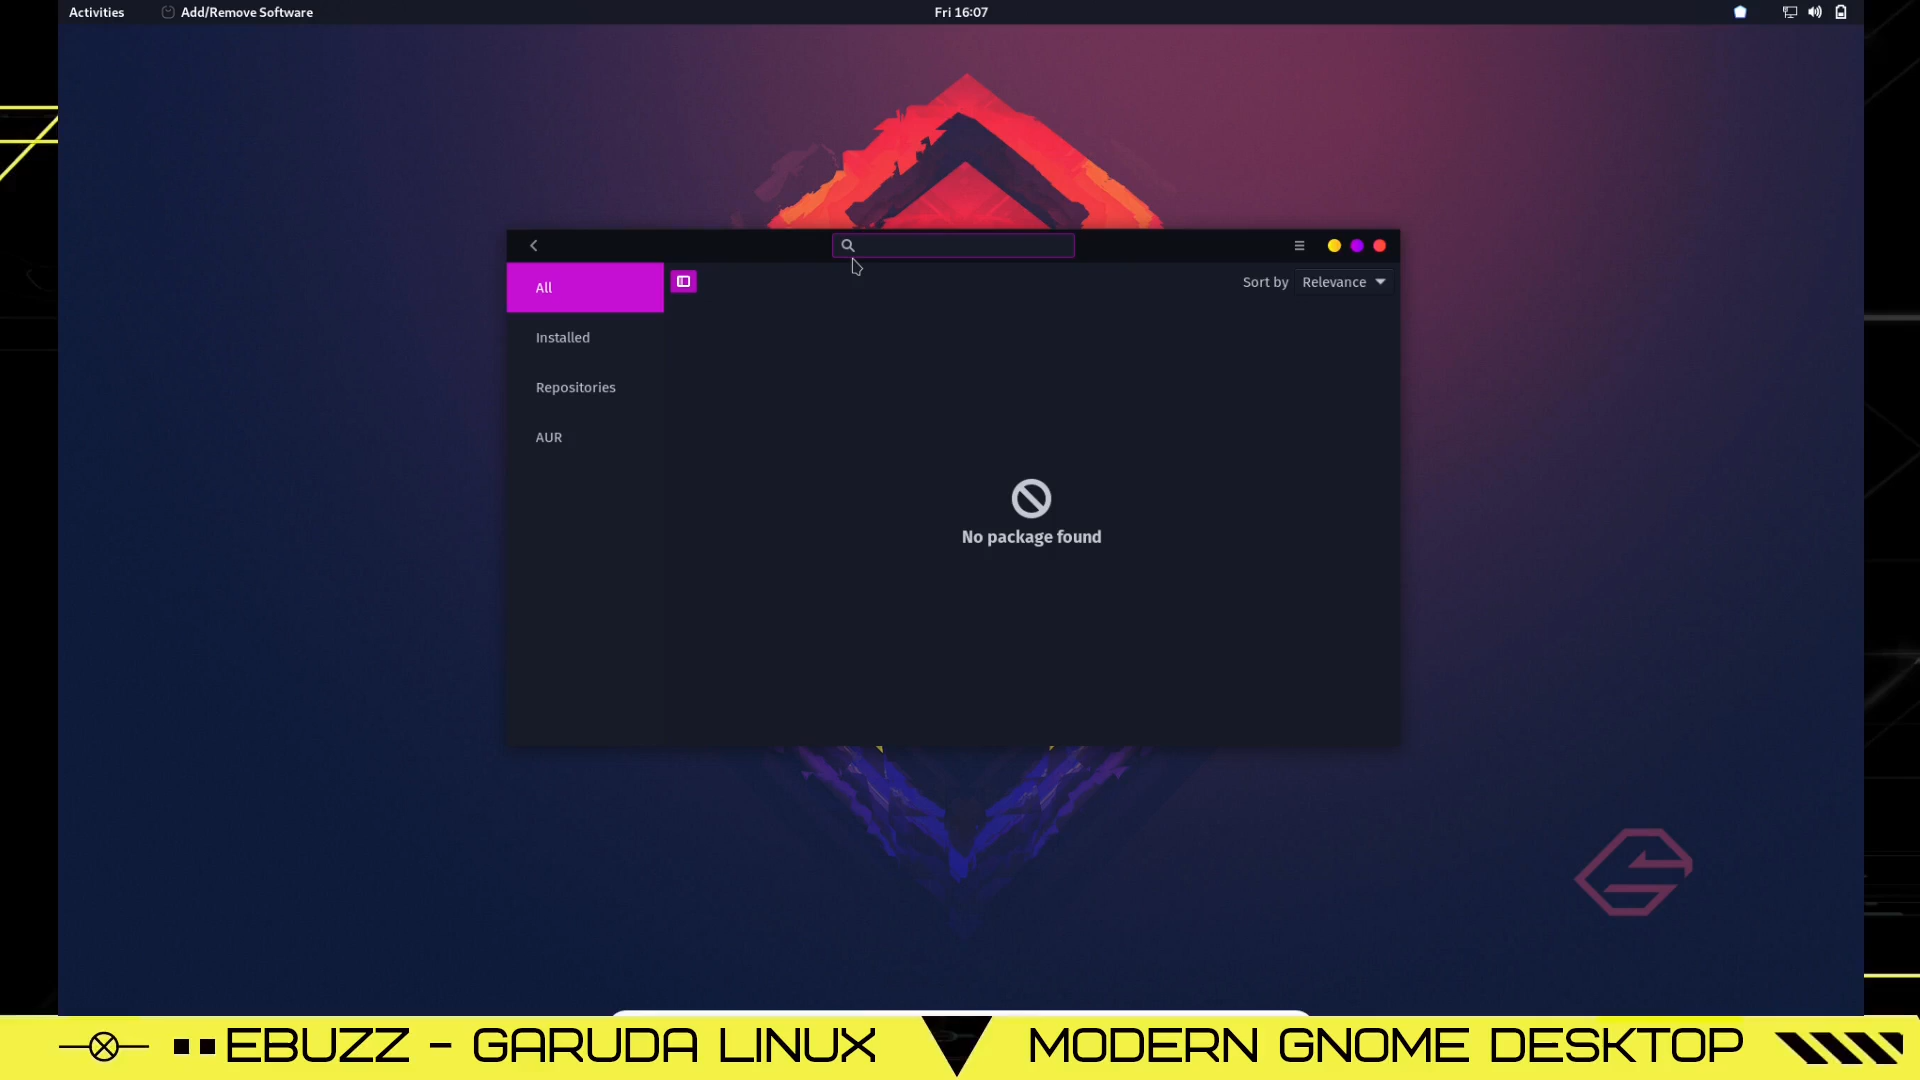 Activities
Add/Remove Software
Fri 16:07
All
Sort by Relevance
Installed
Repositories
AUR
No package found
EBUZZ - GARUDA LINUX
MODERN GNOME DESKTOP